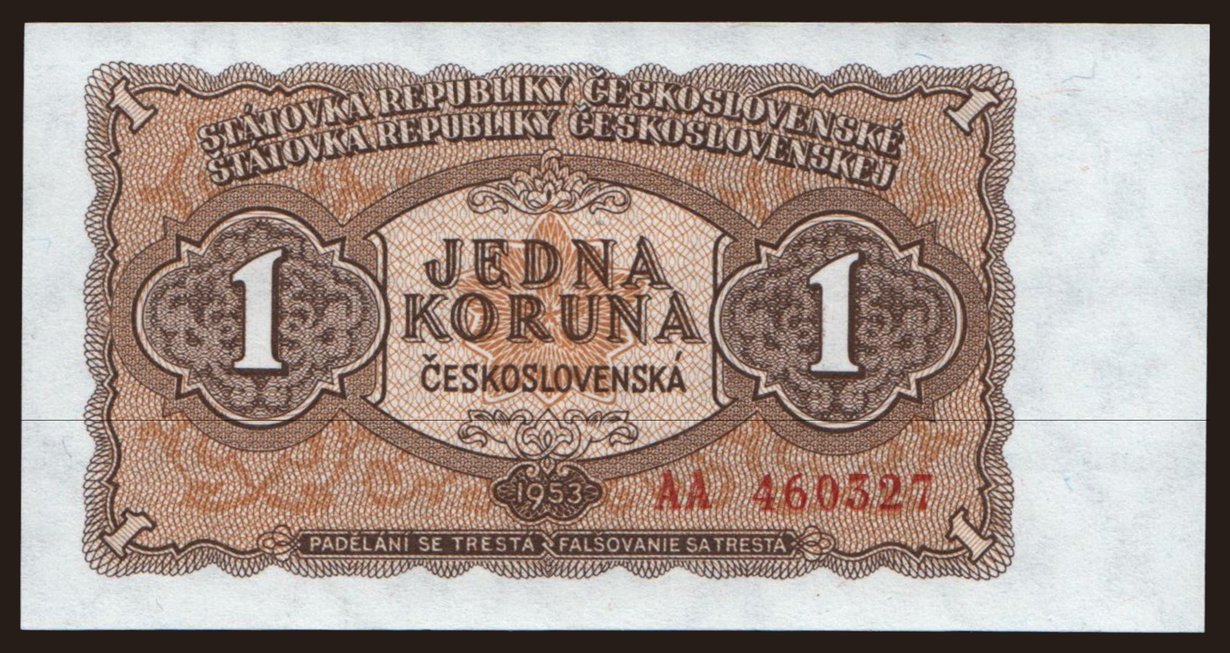 1
1
STÁTOVKA REPUBLIKY ČESKOSLOVENSKÉ
ŠTÁTOVKA REPUBLIKY ČESKOSLOVENSKEJ
1
JEDNA
KORUNA
ČESKOSLOVENSKÁ
1
1953
AA 460327
1
PADĚLÁNÍ SE TRESTÁ
FALŠOVANIE SA TRESTÁ
1